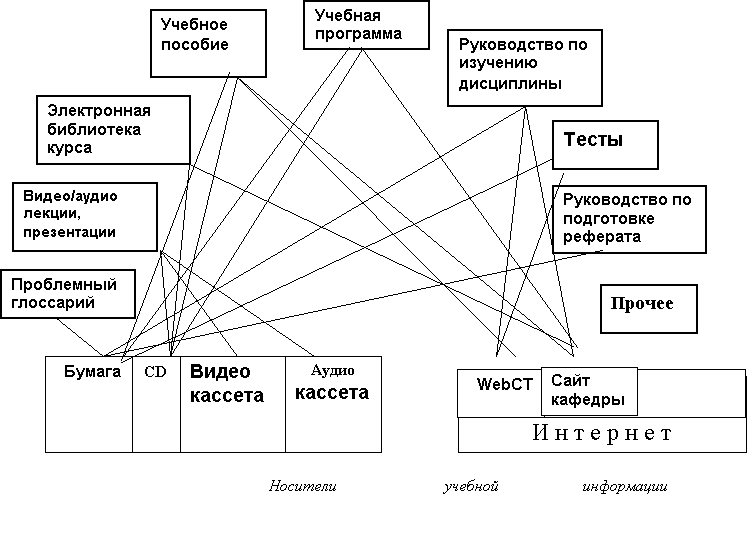 Учебное
пособие
Учебная
программа
Руководство по
изучению
дисциплины
Электронная
библиотека
курса
Тесты
Видео/аудио
лекции,
презентации
Руководство по
подготовке
реферата
Проблемный
глоссарий
Прочее
Бумага
CD
Видео
кассета
Аудио
кассета
WebCT
Сайт
кафедры
И н т е р н е т
Носители учебной информации